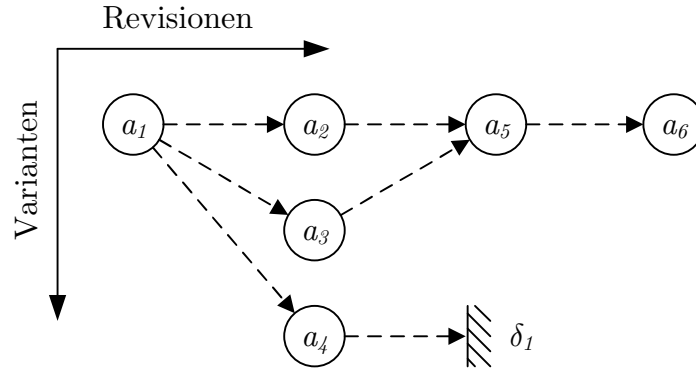 Revisionen
Varianten
a1
a2
a5
a6
a3
a4
δ1